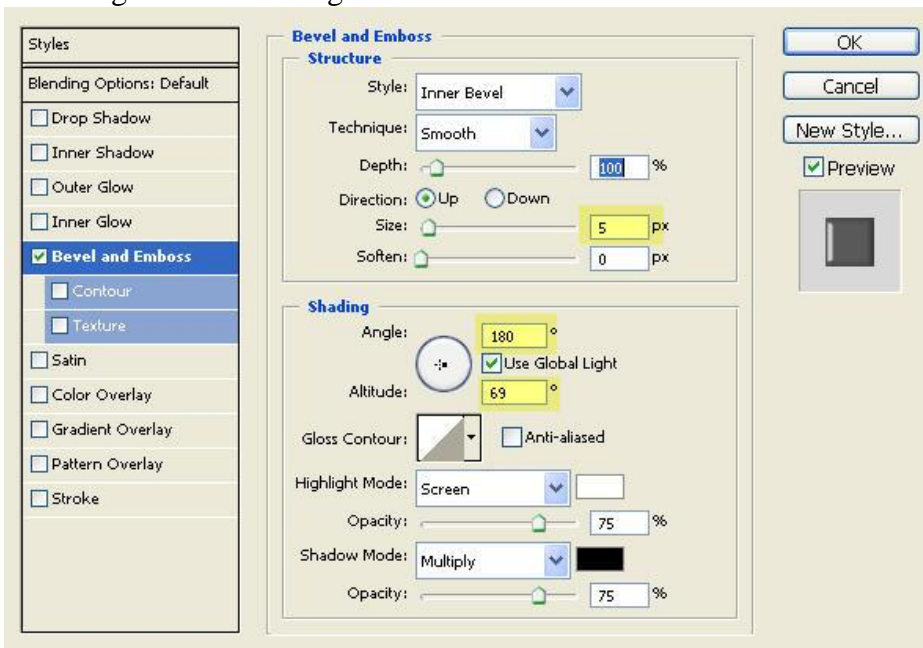 Styles
Blending Options: Default
Drop Shadow
Inner Shadow
Outer Glow
Inner Glow
Bevel and Emboss
Contour
Texture
Satin
Color Overlay
Gradient Overlay
Pattern Overlay
Stroke
Bevel and Emboss
Structure
Style: Inner Bevel
Technique: Smooth
Depth: 100 %
Direction: Up Down
Size: 5 px
Soften: 0 px
Shading
Angle: 180 °
Use Global Light
Altitude: 69 °
Gloss Contour: Anti-aliased
Highlight Mode: Screen
Opacity: 75 %
Shadow Mode: Multiply
Opacity: 75 %
OK
Cancel
New Style...
Preview